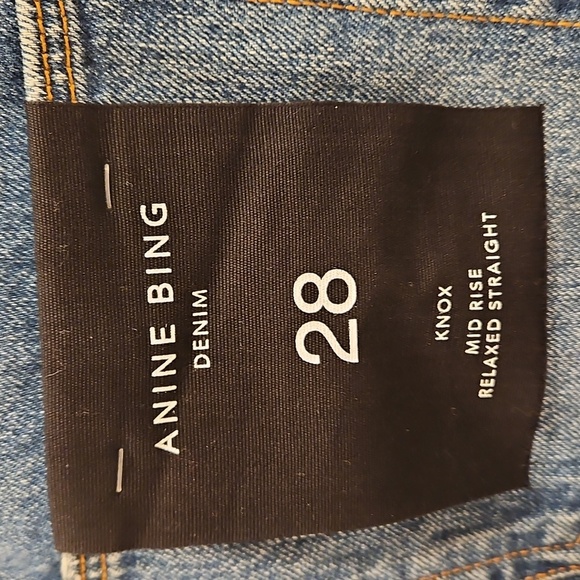 ANINE BING
DENIM
28
KNOX
MID RISE
RELAXED STRAIGHT